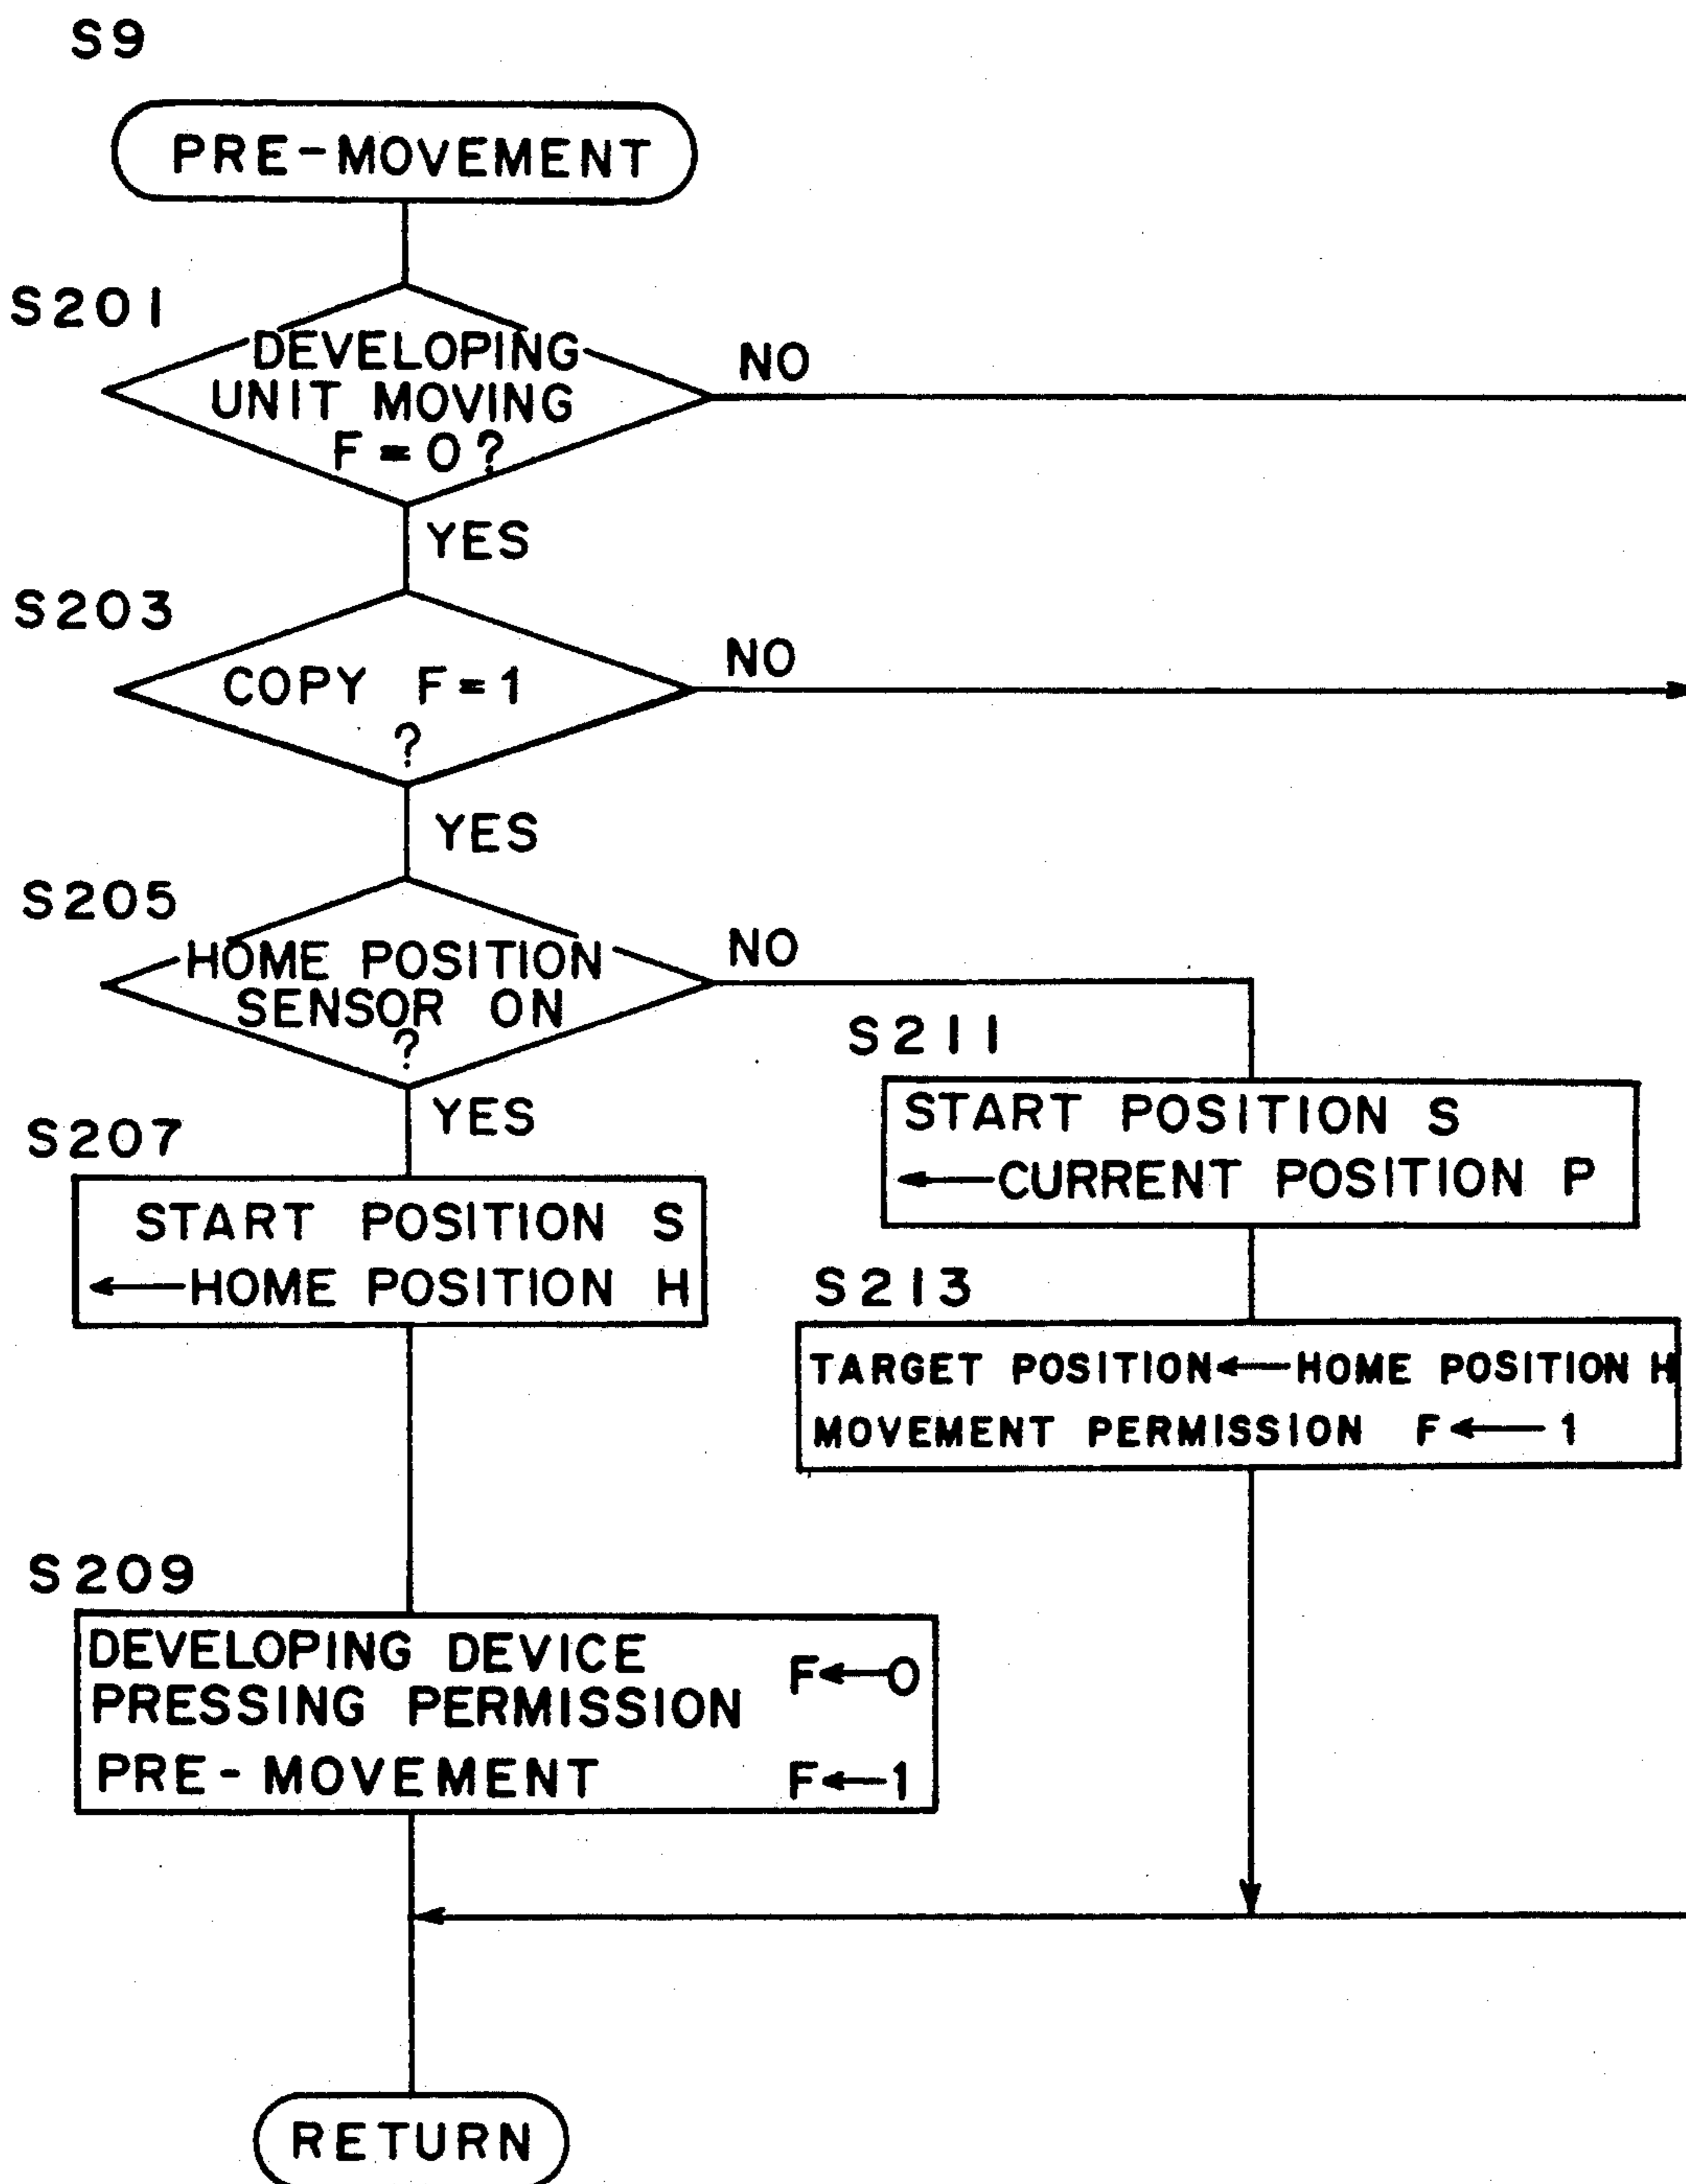 S9
PRE-MOVEMENT
S201
DEVELOPING
UNIT MOVING
F=0?
NO
YES
S203
COPY F=1
?
NO
YES
S205
HOME POSITION
SENSOR ON
?
NO
YES
S207
START POSITION S
←HOME POSITION H
S211
START POSITION S
←CURRENT POSITION P
S213
TARGET POSITION←HOME POSITION H
MOVEMENT PERMISSION F←1
S209
DEVELOPING DEVICE
PRESSING PERMISSION F←0
PRE-MOVEMENT F←1
RETURN